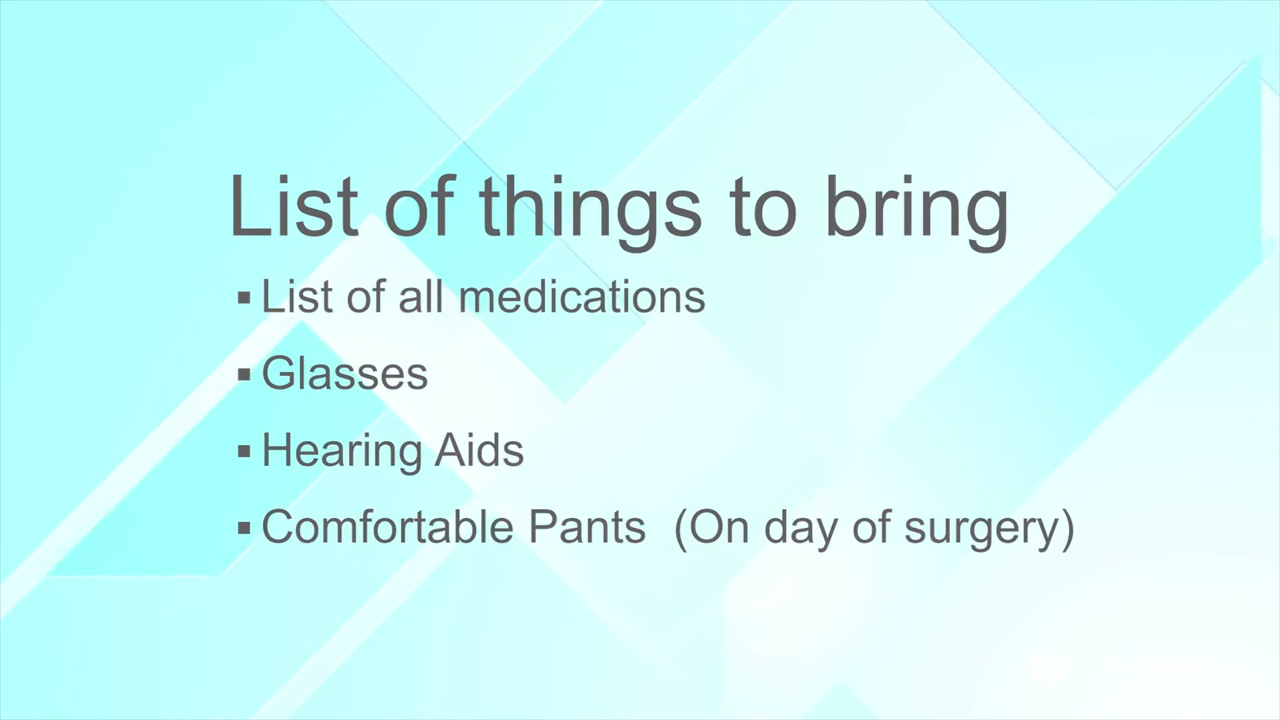 List of things to bring
▪ List of all medications
▪ Glasses
▪ Hearing Aids
▪ Comfortable Pants  (On day of surgery)